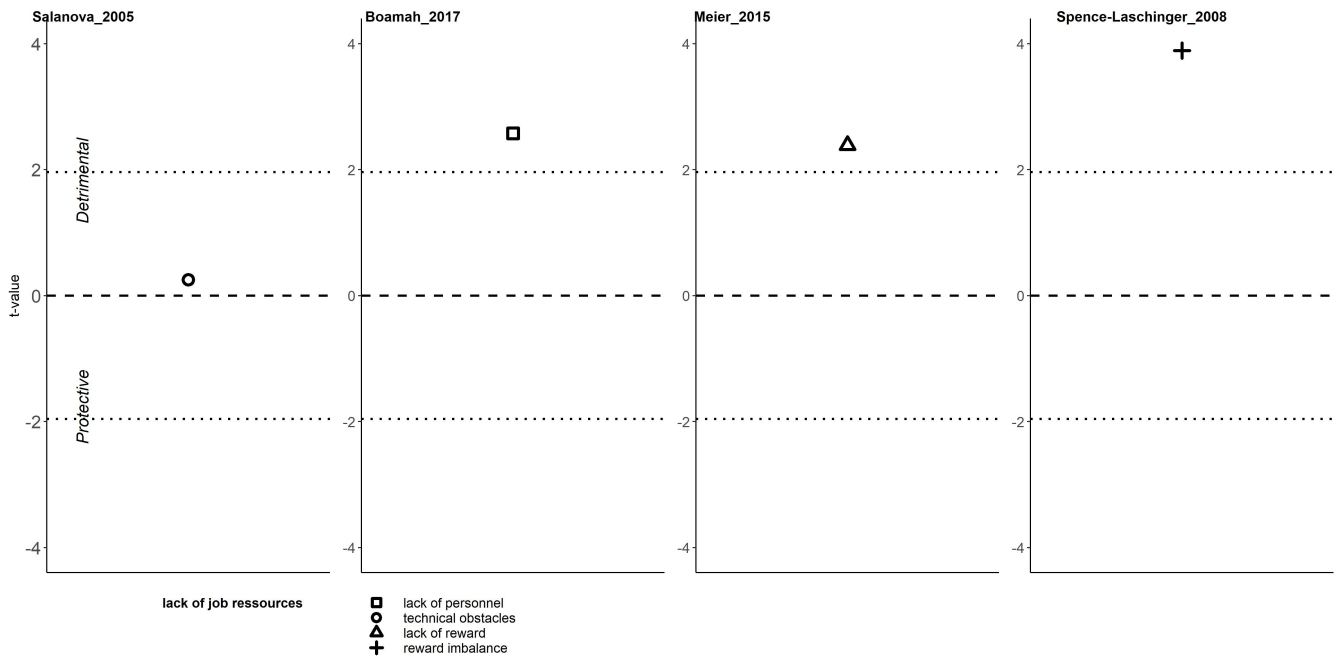 Salanova_2005 Boamah_2017 Meier_2015 Spence-Laschinger_2008
4 4 4 4
Detrimental
2 2 2 2
t-value
0 0 0 0
Protective
-2 -2 -2 -2
-4 -4 -4 -4
lack of job ressources lack of personnel
technical obstacles
lack of reward
reward imbalance